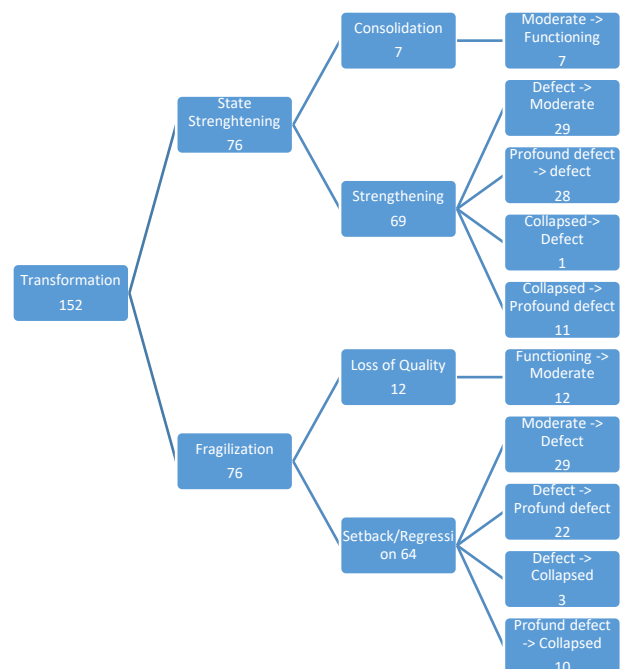 Transformation
152
State
Strenghtening
76
Consolidation
7
Moderate ->
Functioning
7
Strengthening
69
Defect ->
Moderate
29
Profound defect
-> defect
28
Collapsed->
Defect
1
Collapsed ->
Profound defect
11
Fragilization
76
Loss of Quality
12
Functioning ->
Moderate
12
Setback/Regressi
on 64
Moderate ->
Defect
29
Defect ->
Profund defect
22
Defect ->
Collapsed
3
Profund defect
-> Collapsed
10